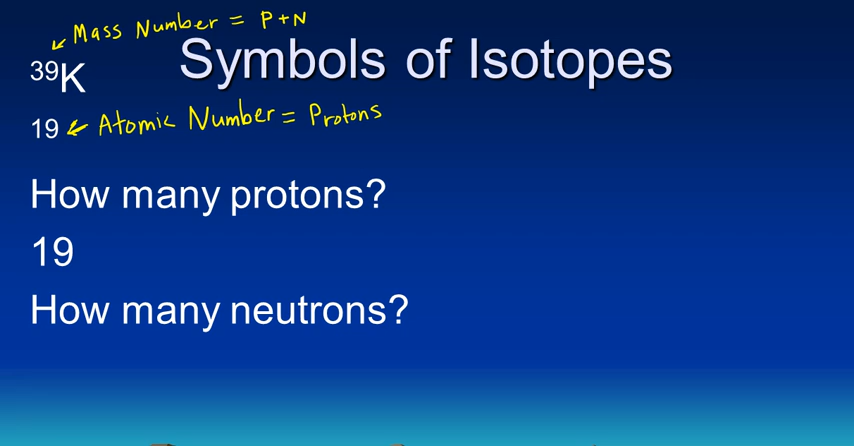 Mass Number = P + N
39K
Symbols of Isotopes
19 Atomic Number = Protons
How many protons?
19
How many neutrons?